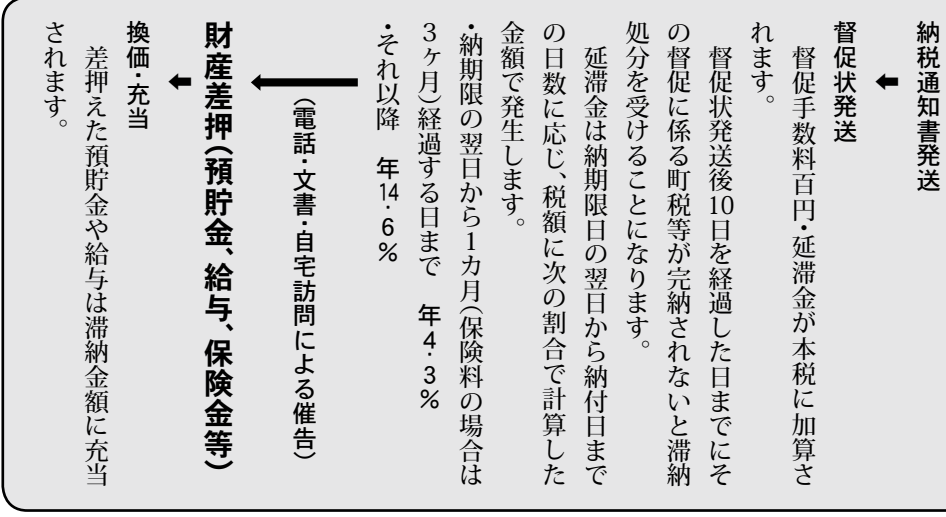 納税通知書発送
督促状発送
督促手数料百円・延滞金が本税に加算さ
れます。
督促状発送後10日を経過した日までにそ
の督促に係る町税等が完納されないと滞納
処分を受けることになります。
延滞金は納期限日の翌日から納付日まで
の日数に応じ、税額に次の割合で計算した
金額で発生します。
・納期限の翌日から1カ月(保険料の場合は
3ヶ月)経過する日まで 年4.3%
・それ以降 年14.6%
(電話・文書・自宅訪問による催告)
財産差押(預貯金、給与、保険金等)
換価・充当
差押えた預貯金や給与は滞納金額に充当
されます。